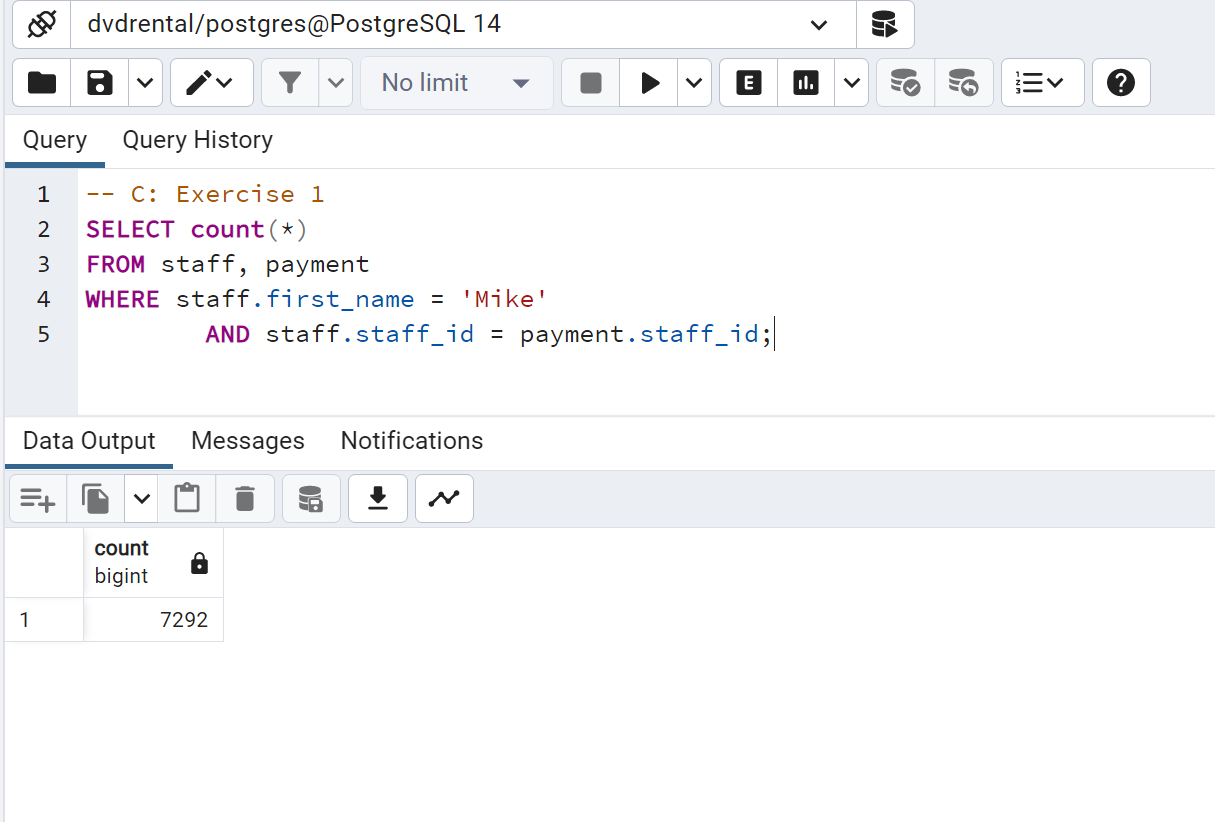 dvdrental/postgres@PostgreSQL 14
No limit
Query Query History
1 -- C: Exercise 1
2 SELECT count(*)
3 FROM staff, payment
4 WHERE staff.first_name = 'Mike'
5 AND staff.staff_id = payment.staff_id;
Data Output Messages Notifications
count
bigint
1 7292